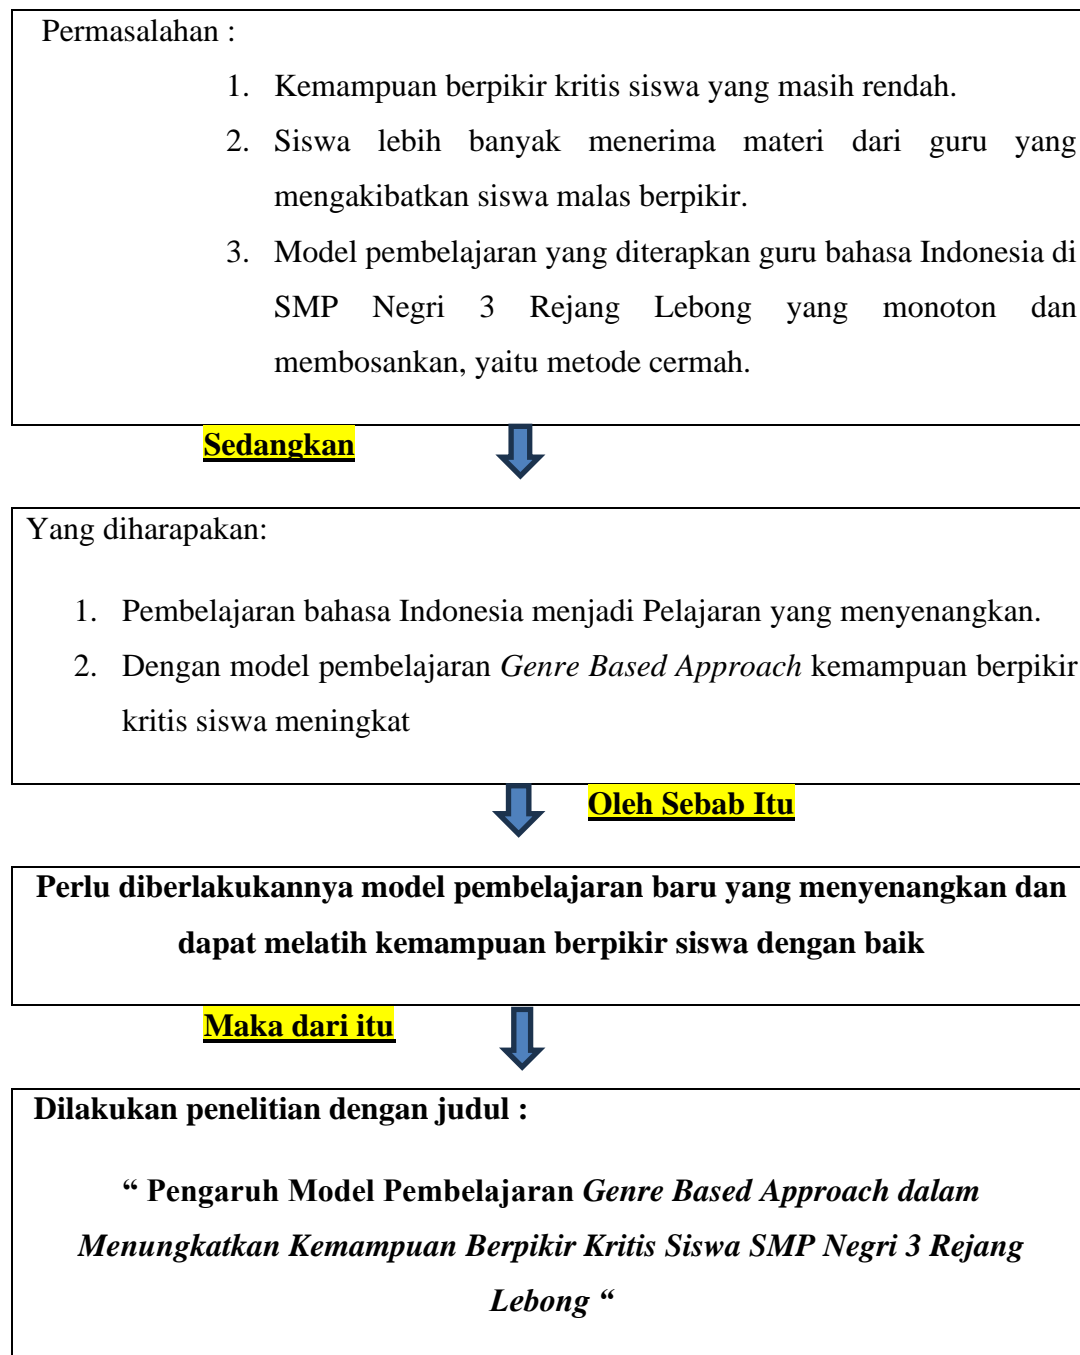 Permasalahan :
1. Kemampuan berpikir kritis siswa yang masih rendah.
2. Siswa lebih banyak menerima materi dari guru yang
mengakibatkan siswa malas berpikir.
3. Model pembelajaran yang diterapkan guru bahasa Indonesia di
SMP Negri 3 Rejang Lebong yang monoton dan
membosankan, yaitu metode cermah.
Sedangkan
Yang diharapakan:
1. Pembelajaran bahasa Indonesia menjadi Pelajaran yang menyenangkan.
2. Dengan model pembelajaran Genre Based Approach kemampuan berpikir
kritis siswa meningkat
Oleh Sebab Itu
Perlu diberlakukannya model pembelajaran baru yang menyenangkan dan
dapat melatih kemampuan berpikir siswa dengan baik
Maka dari itu
Dilakukan penelitian dengan judul :
“ Pengaruh Model Pembelajaran Genre Based Approach dalam
Menungkatkan Kemampuan Berpikir Kritis Siswa SMP Negri 3 Rejang
Lebong “